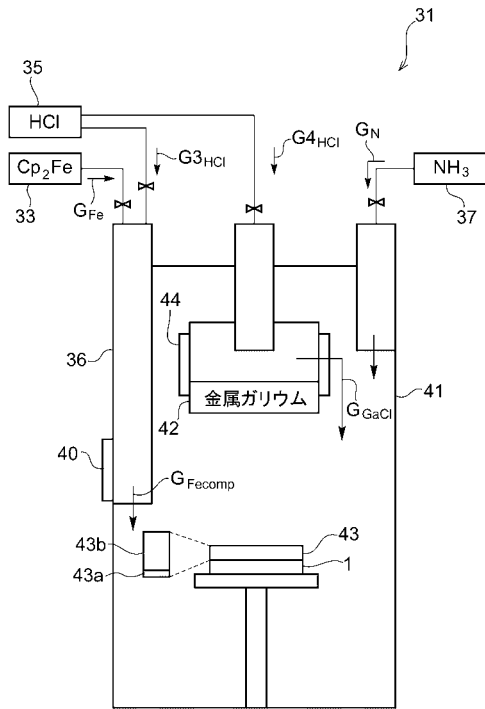 31
35
HCl
G3HCl
G4HCl
GN
Cp2Fe
NH3
33
GFe
37
44
36
金属ガリウム
42
GGaCl
41
40
GFecomp
43b
43
43a
1